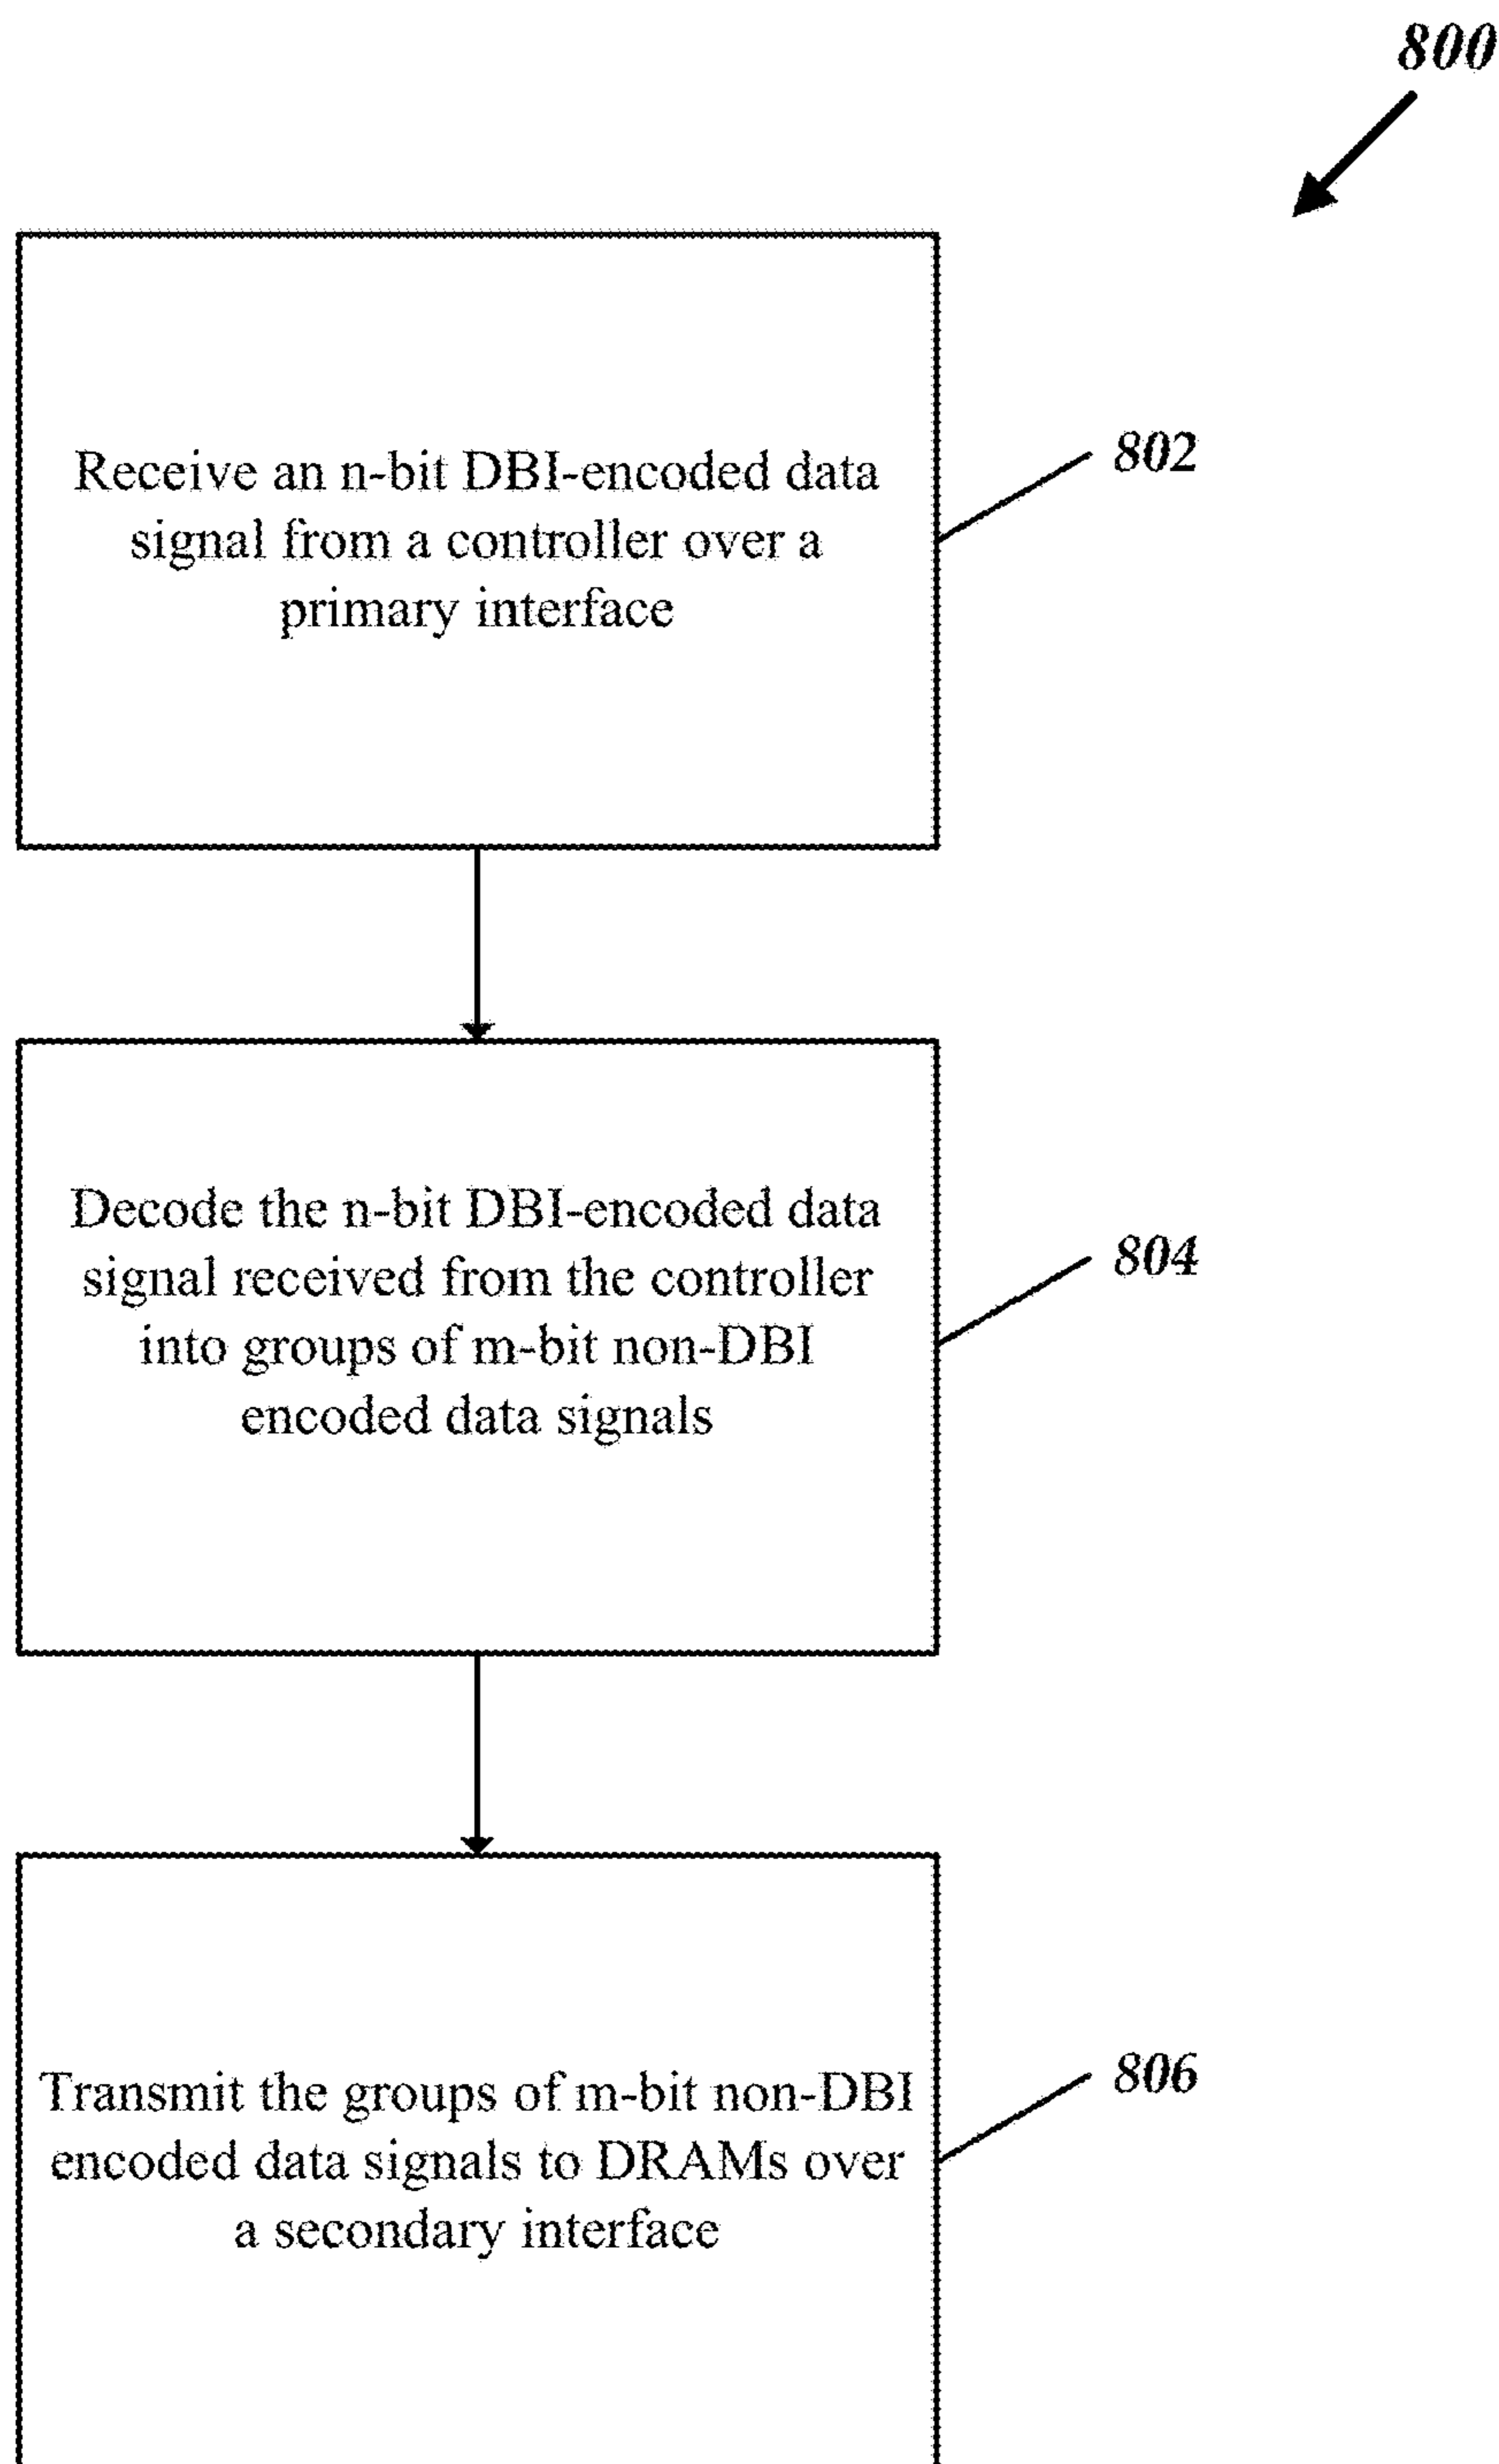 800
Receive an n-bit DBI-encoded data
signal from a controller over a
primary interface
802
Decode the n-bit DBI-encoded data
signal received from the controller
into groups of m-bit non-DBI
encoded data signals
804
Transmit the groups of m-bit non-DBI
encoded data signals to DRAMs over
a secondary interface
806